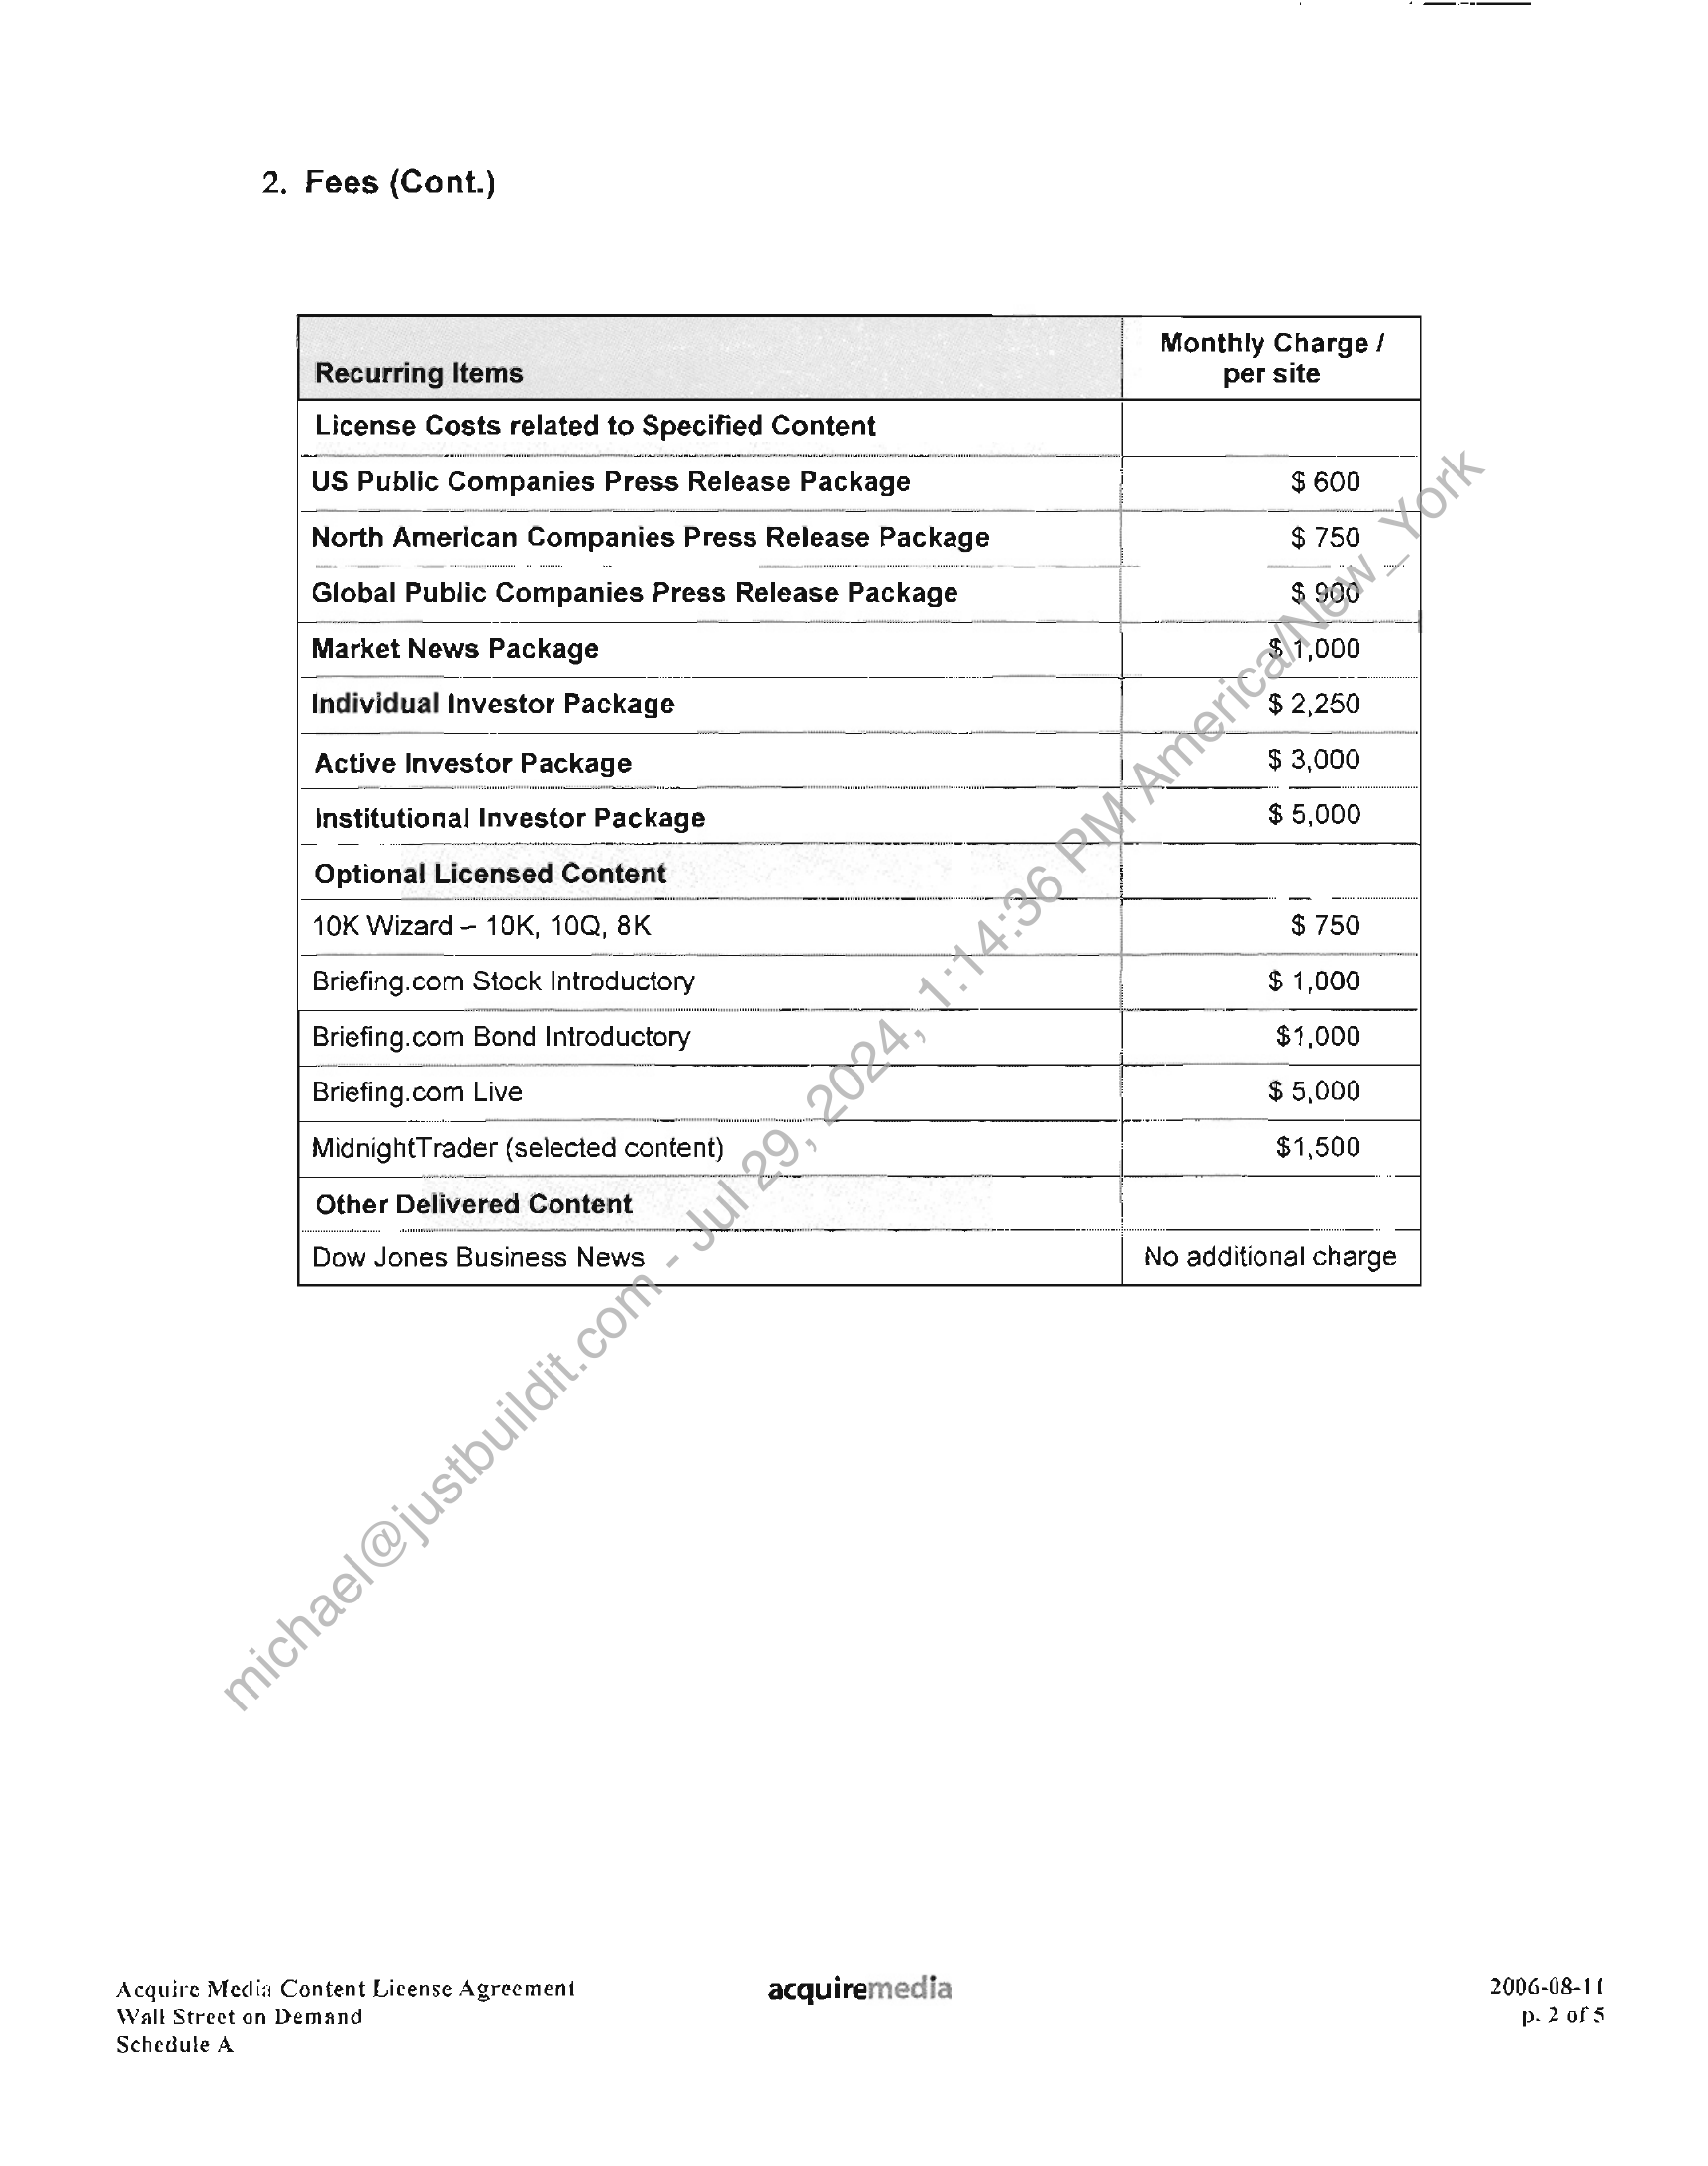 2. Fees (Cont.)
Recurring Items
Monthly Charge /
per site
License Costs related to Specified Content
US Public Companies Press Release Package $ 600
North American Companies Press Release Package $ 750
Global Public Companies Press Release Package $ 900
Market News Package $ 1,000
Individual Investor Package $ 2,250
Active Investor Package $ 3,000
Institutional Investor Package $ 5,000
Optional Licensed Content
10K Wizard – 10K, 10Q, 8K $ 750
Briefing.com Stock Introductory $ 1,000
Briefing.com Bond Introductory $1,000
Briefing.com Live $ 5,000
MidnightTrader (selected content) $1,500
Other Delivered Content
Dow Jones Business News No additional charge
michael@justbuildit.com - Jul 29, 2024, 1:14:36 PM America/New_York
Acquire Media Content License Agreement
Wall Street on Demand
Schedule A
acquiremedia
2006-08-11
p. 2 of 5